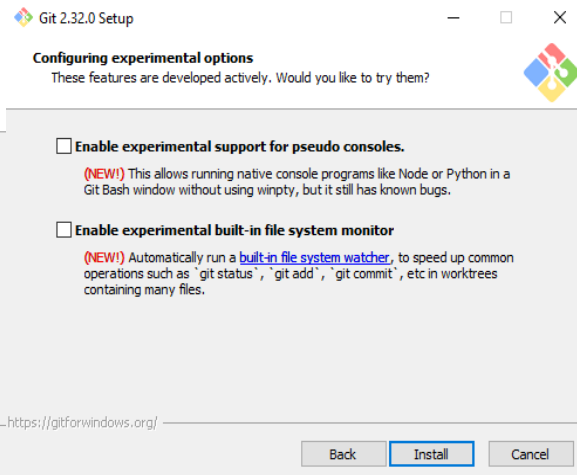 Git 2.32.0 Setup
Configuring experimental options
These features are developed actively. Would you like to try them?
Enable experimental support for pseudo consoles.
(NEW!) This allows running native console programs like Node or Python in a
Git Bash window without using winpty, but it still has known bugs.
Enable experimental built-in file system monitor
(NEW!) Automatically run a built-in file system watcher, to speed up common
operations such as `git status`, `git add`, `git commit`, etc in worktrees
containing many files.
https://gitforwindows.org/
Back
Install
Cancel